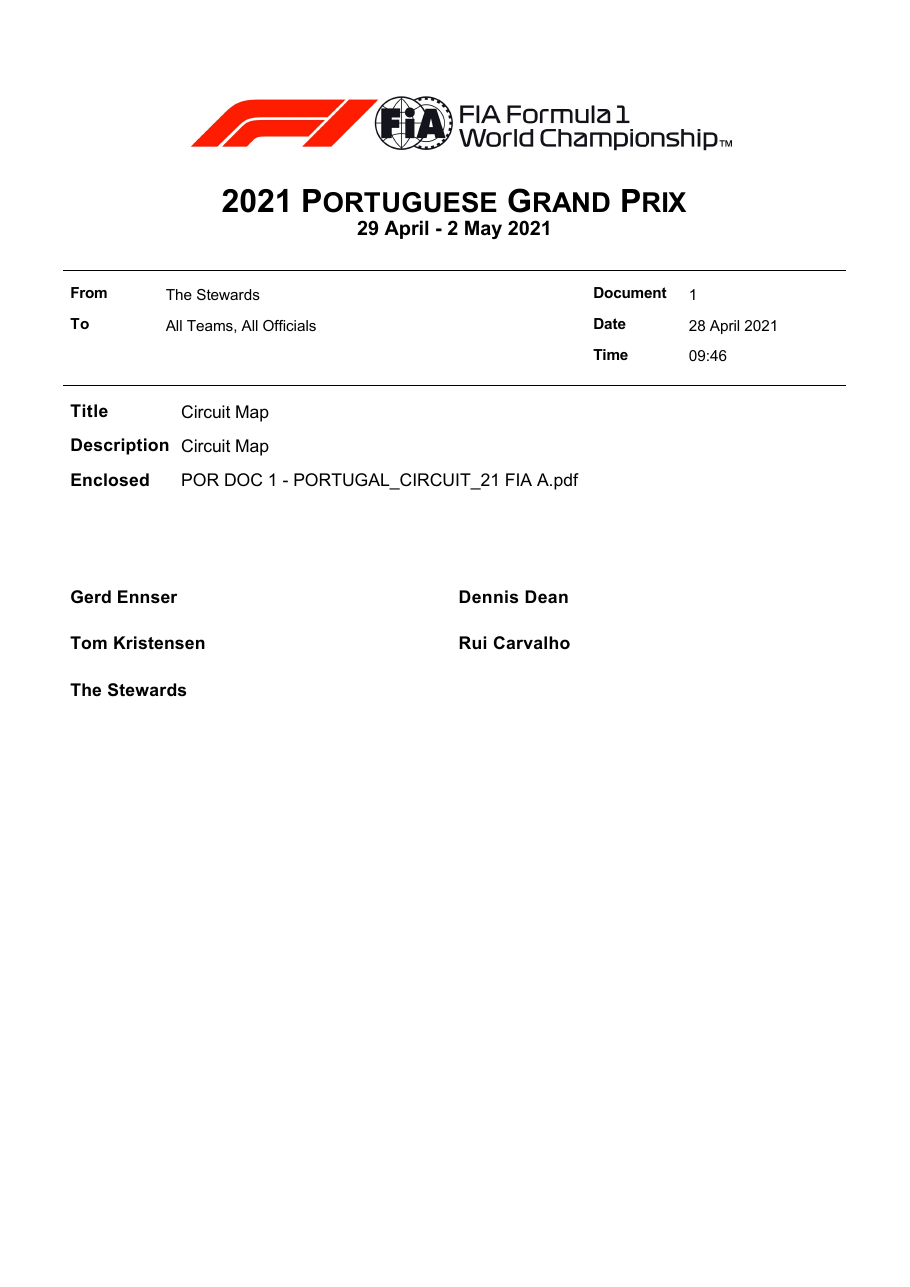 FIA FIA Formula 1
World Championship™
2021 PORTUGUESE GRAND PRIX
29 April - 2 May 2021
From The Stewards Document 1
To All Teams, All Officials Date 28 April 2021
Time 09:46
Title Circuit Map
Description Circuit Map
Enclosed POR DOC 1 - PORTUGAL_CIRCUIT_21 FIA A.pdf
Gerd Ennser Dennis Dean
Tom Kristensen Rui Carvalho
The Stewards